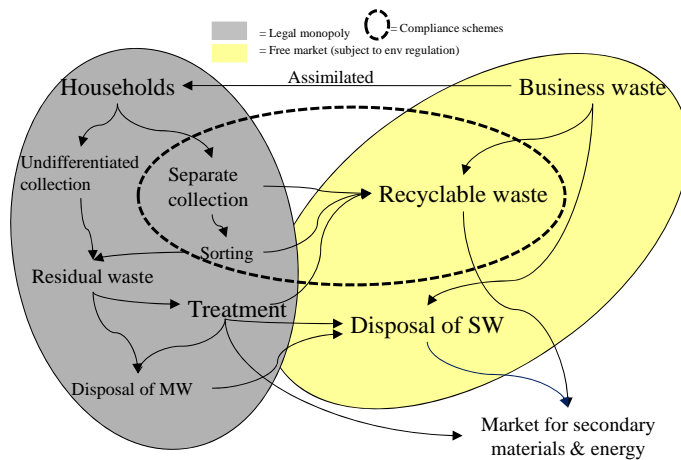 = Legal monopoly
= Compliance schemes
= Free market (subject to env regulation)
Households
Assimilated
Business waste
Undifferentiated
collection
Separate
collection
Recyclable waste
Sorting
Residual waste
Treatment
Disposal of SW
Disposal of MW
Market for secondary
materials & energy